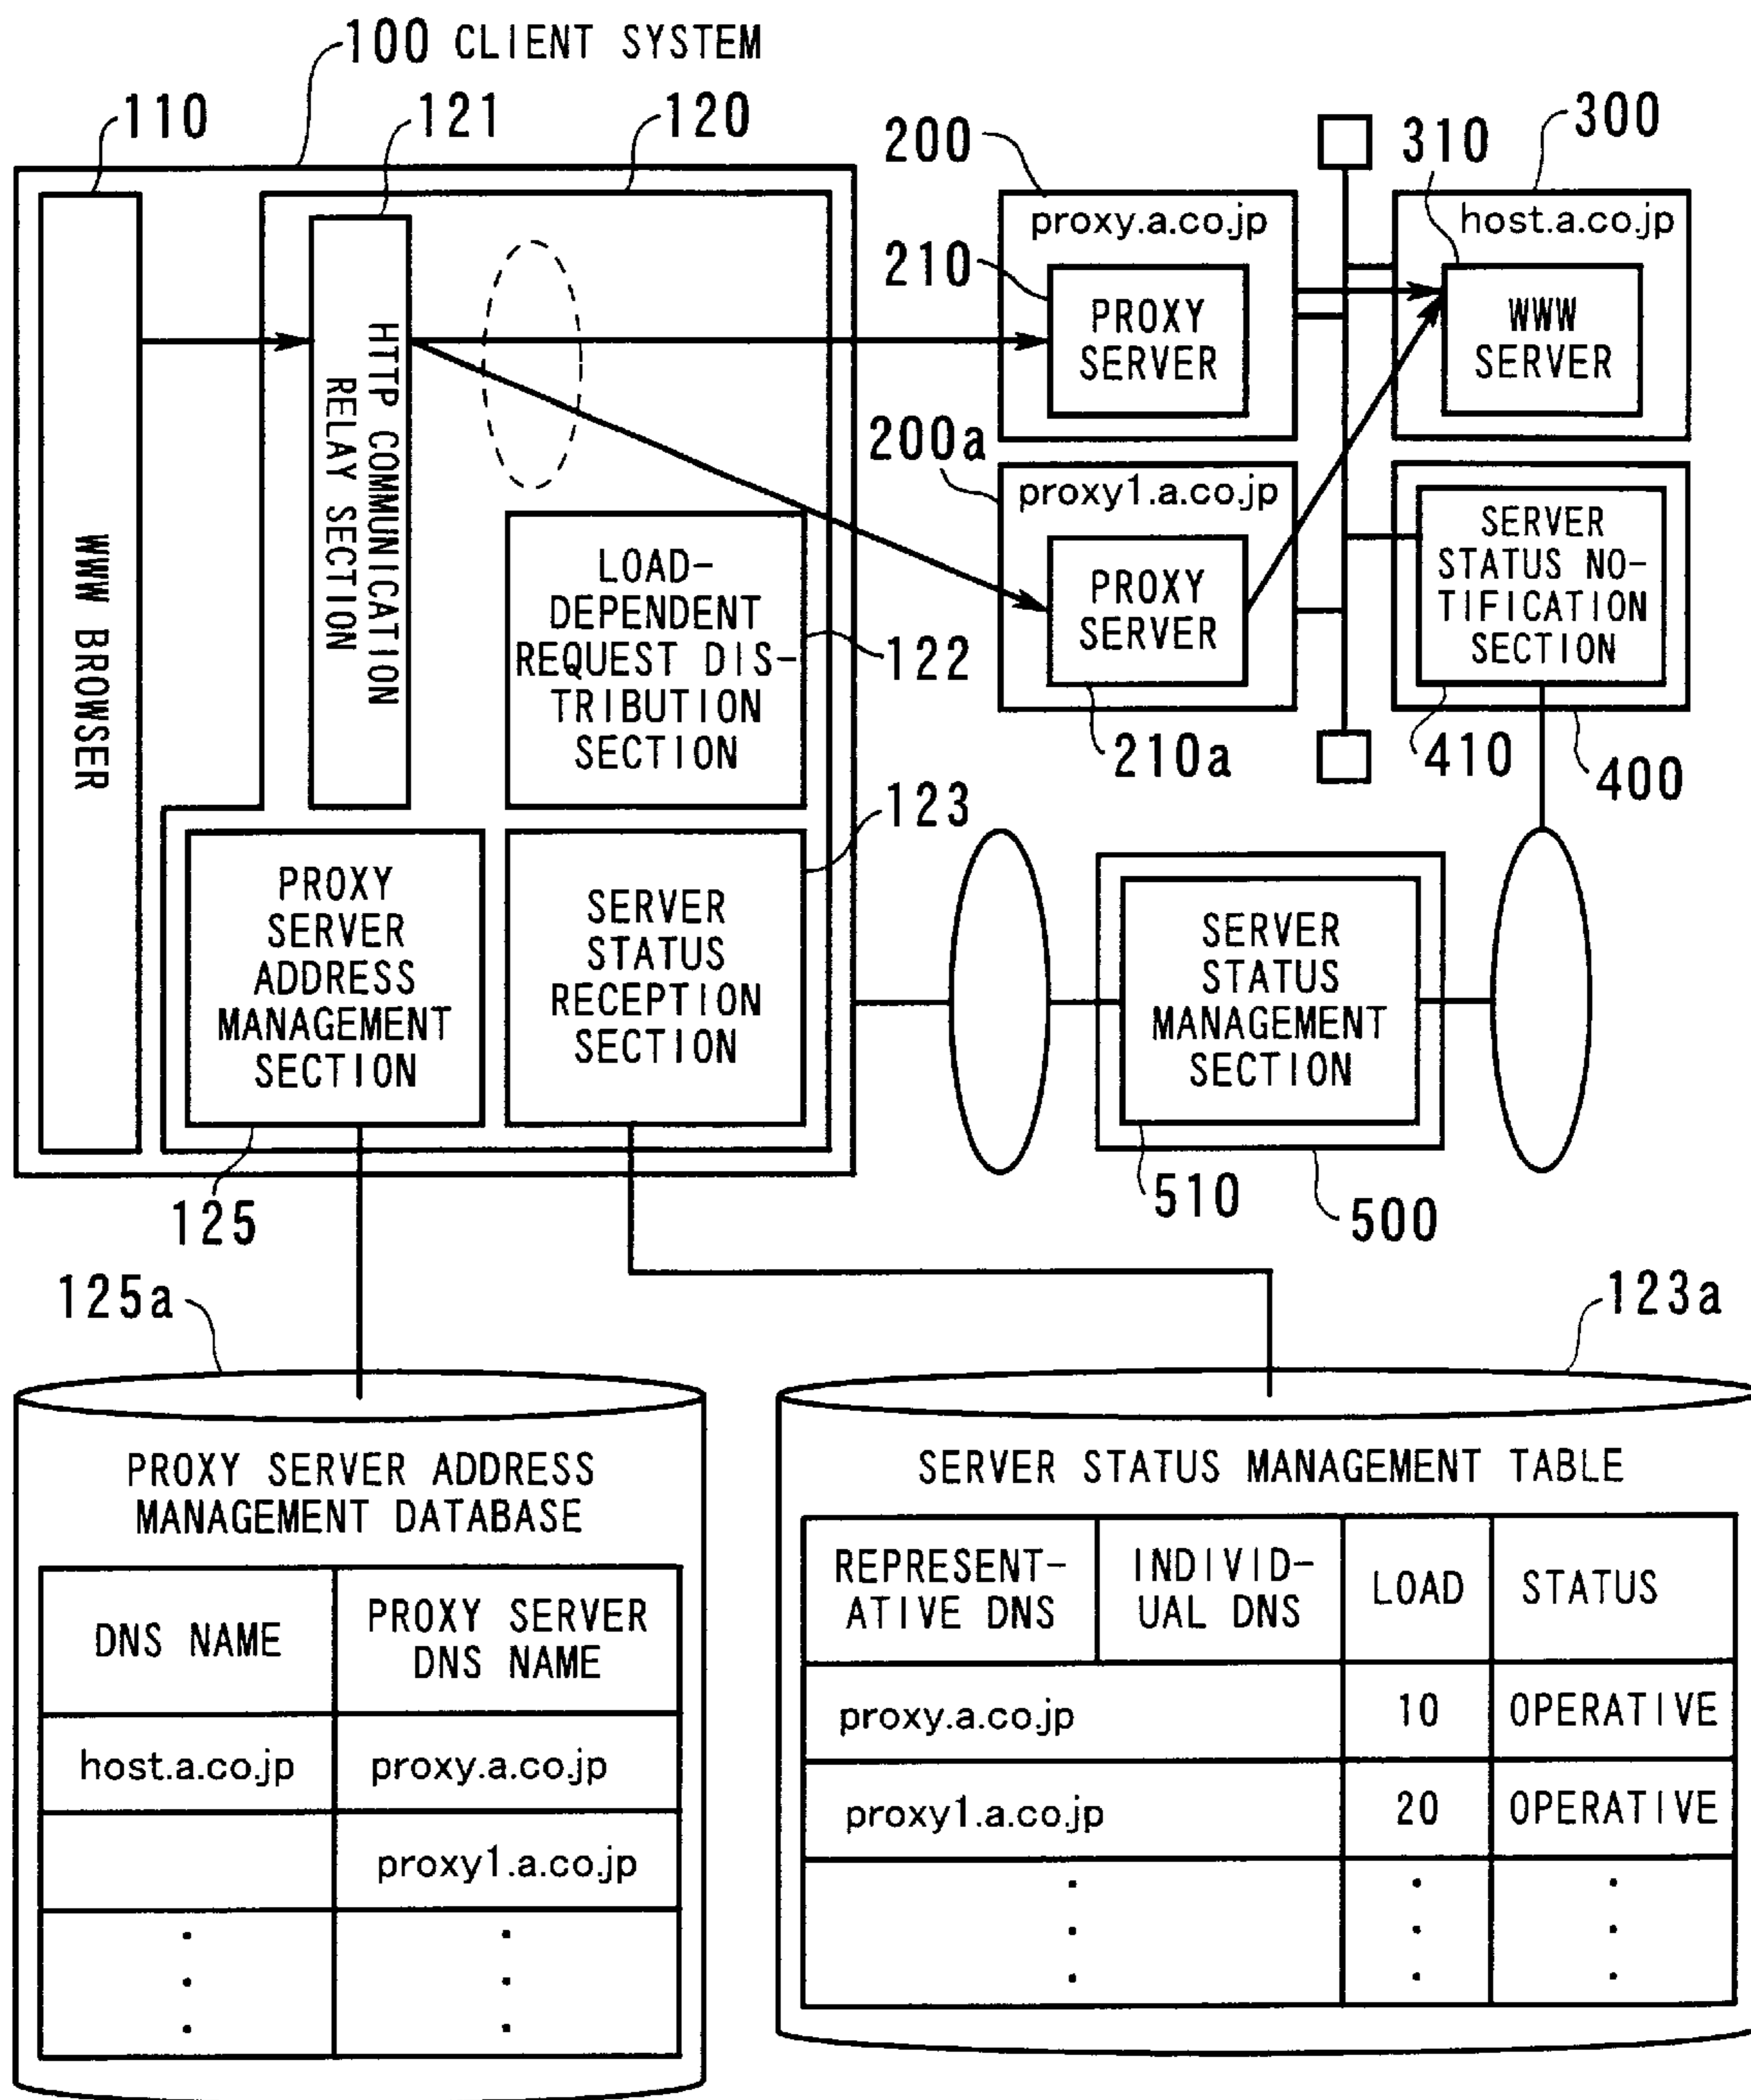 100 CLIENT SYSTEM
110
121
120
200
310
300
proxy.a.co.jp
host.a.co.jp
210
PROXY
SERVER
WWW
SERVER
HTTP COMMUNICATION
RELAY SECTION
WWW BROWSER
200a
proxy1.a.co.jp
PROXY
SERVER
210a
SERVER
STATUS NO-
TIFICATION
SECTION
410
400
LOAD-
DEPENDENT
REQUEST DIS-
TRIBUTION
SECTION
122
123
PROXY
SERVER
ADDRESS
MANAGEMENT
SECTION
SERVER
STATUS
RECEPTION
SECTION
SERVER
STATUS
MANAGEMENT
SECTION
125
510
500
125a
123a
PROXY SERVER ADDRESS
MANAGEMENT DATABASE
DNS NAME
PROXY SERVER
DNS NAME
host.a.co.jp proxy.a.co.jp
proxy1.a.co.jp
SERVER STATUS MANAGEMENT TABLE
REPRESENT-
ATIVE DNS
INDIVID-
UAL DNS
LOAD
STATUS
proxy.a.co.jp 10 OPERATIVE
proxy1.a.co.jp 20 OPERATIVE